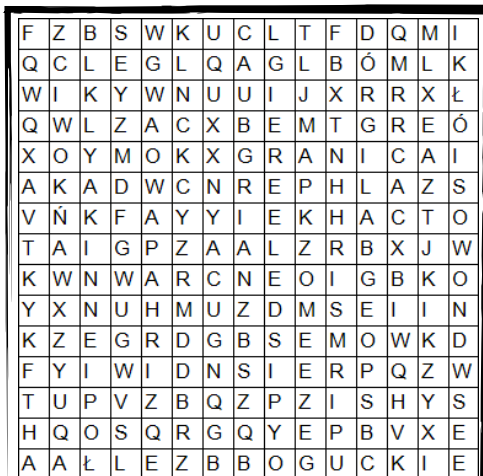 F Z B S W K U C L T F D Q M I
Q C L E G L Q A G L B Ó M L K
W I K Y W N U U I J X R R X Ł
Q W L Z A C X B E M T G R E Ó
X O Y M O K X G R A N I C A I
A K A D W C N R E P H L A Z S
V Ń K F A Y Y I E K H A C T O
T A I G P Z A A L Z R B X J W
K W N W A R C N E O I G B K O
Y X N U H M U Z D M S E I I N
K Z E G R D G B S E M O W K D
F Y I W I D N S I E R P Q Z W
T U P V Z B Q Z P Z I S H Y S
H Q O S Q R G Q Y E P B V X E
A A Ł L E Z B B O G U C K I E